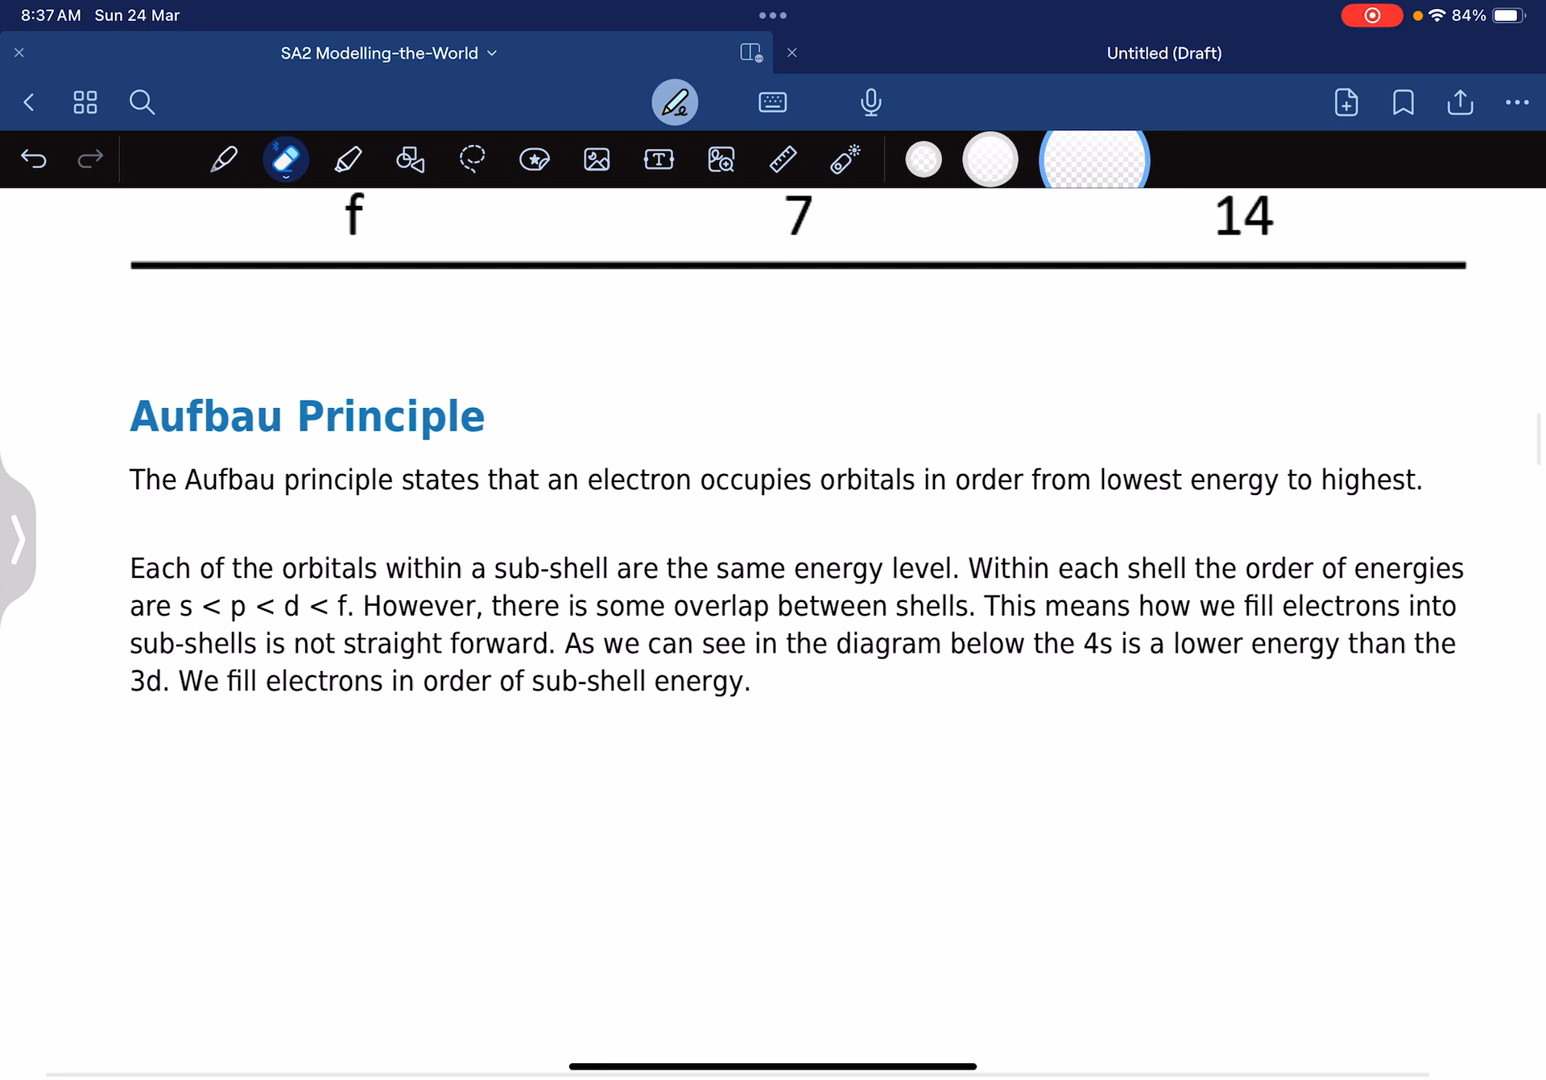 8:37 AM Sun 24 Mar
84%
SA2 Modelling-the-World
Untitled (Draft)
f 7 14
Aufbau Principle
The Aufbau principle states that an electron occupies orbitals in order from lowest energy to highest.
Each of the orbitals within a sub-shell are the same energy level. Within each shell the order of energies
are s < p < d < f. However, there is some overlap between shells. This means how we fill electrons into
sub-shells is not straight forward. As we can see in the diagram below the 4s is a lower energy than the
3d. We fill electrons in order of sub-shell energy.